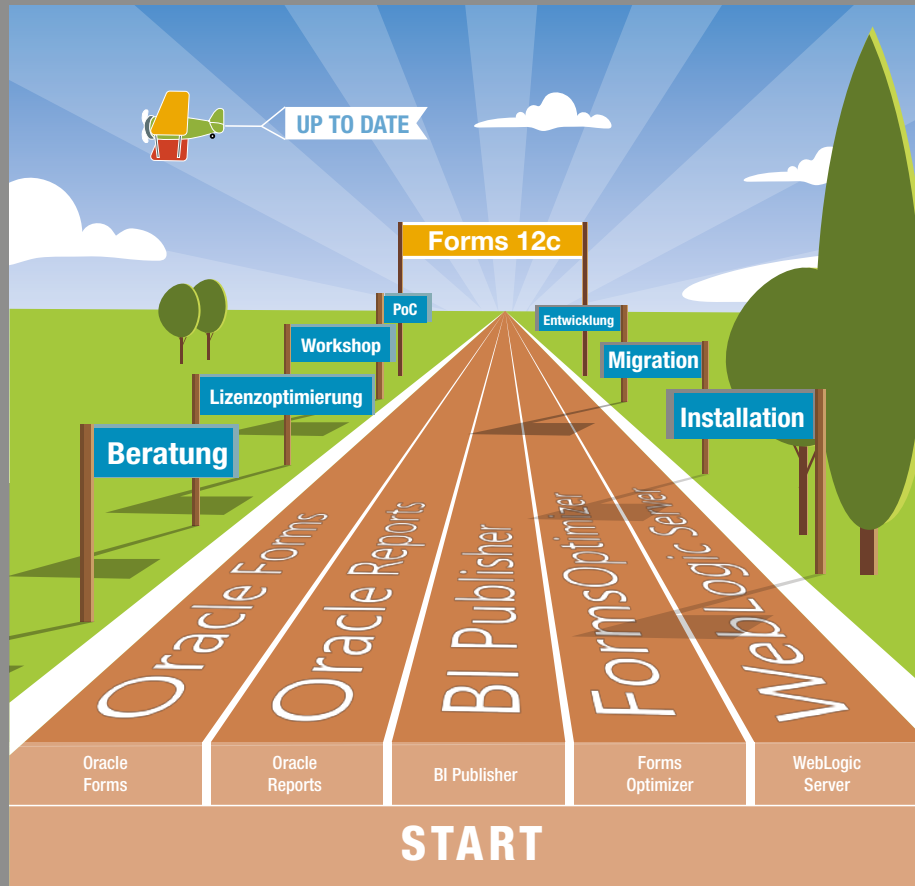 UP TO DATE
Forms 12c
PoC
Entwicklung
Workshop
Migration
Lizenzoptimierung
Installation
Beratung
Oracle Forms
Oracle Reports
BI Publisher
FormsOptimizer
WebLogic Server
Oracle
Forms
Oracle
Reports
BI Publisher
Forms
Optimizer
WebLogic
Server
START